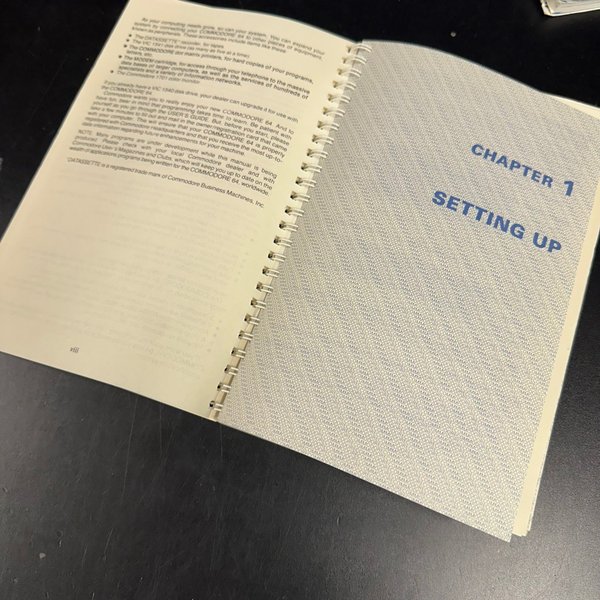 By your computing needs grow, so can your system. You can expand your
system by connecting your COMMODORE 64 to other pieces of equipment,
known as peripherals. These accessories include items like these:
• The DATASSETTE* recorder, for tapes.
• The VIC 1541 disk drive (as many as five at a time).
• The COMMODORE dot matrix printers, for hard copies of your programs,
letters, etc.
• The MODEM cartridge, for access through your telephone to the massive
data bases of larger computers, as well as the services of hundreds of
specialists and a variety of information networks.
• The Commodore 1701 color monitor.
If you already have a VIC 1540 disk drive, your dealer can upgrade it for use with
the COMMODORE 64.
Commodore wants you to really enjoy your new COMMODORE 64. And to
have fun, bear in mind that programming takes time to learn. Be patient with
yourself as you go through the USER'S GUIDE. But, before you start, please
take a few minutes to fill out and mail in the owner/registration card that came
with your computer. This will ensure that your COMMODORE 64 is properly
registered with Commodore Headquarters and that you receive the most up-to-
date information regarding future enhancements for your machine.
NOTE: Many programs are under development while this manual is being
produced. Please check with your local Commodore dealer and with
Commodore User's Magazines and Clubs, which will keep you up to date on the
wealth of applications programs being written for the COMMODORE 64, worldwide.
*DATASSETTE is a registered trade mark of Commodore Business Machines, Inc.
viii
CHAPTER 1
SETTING UP